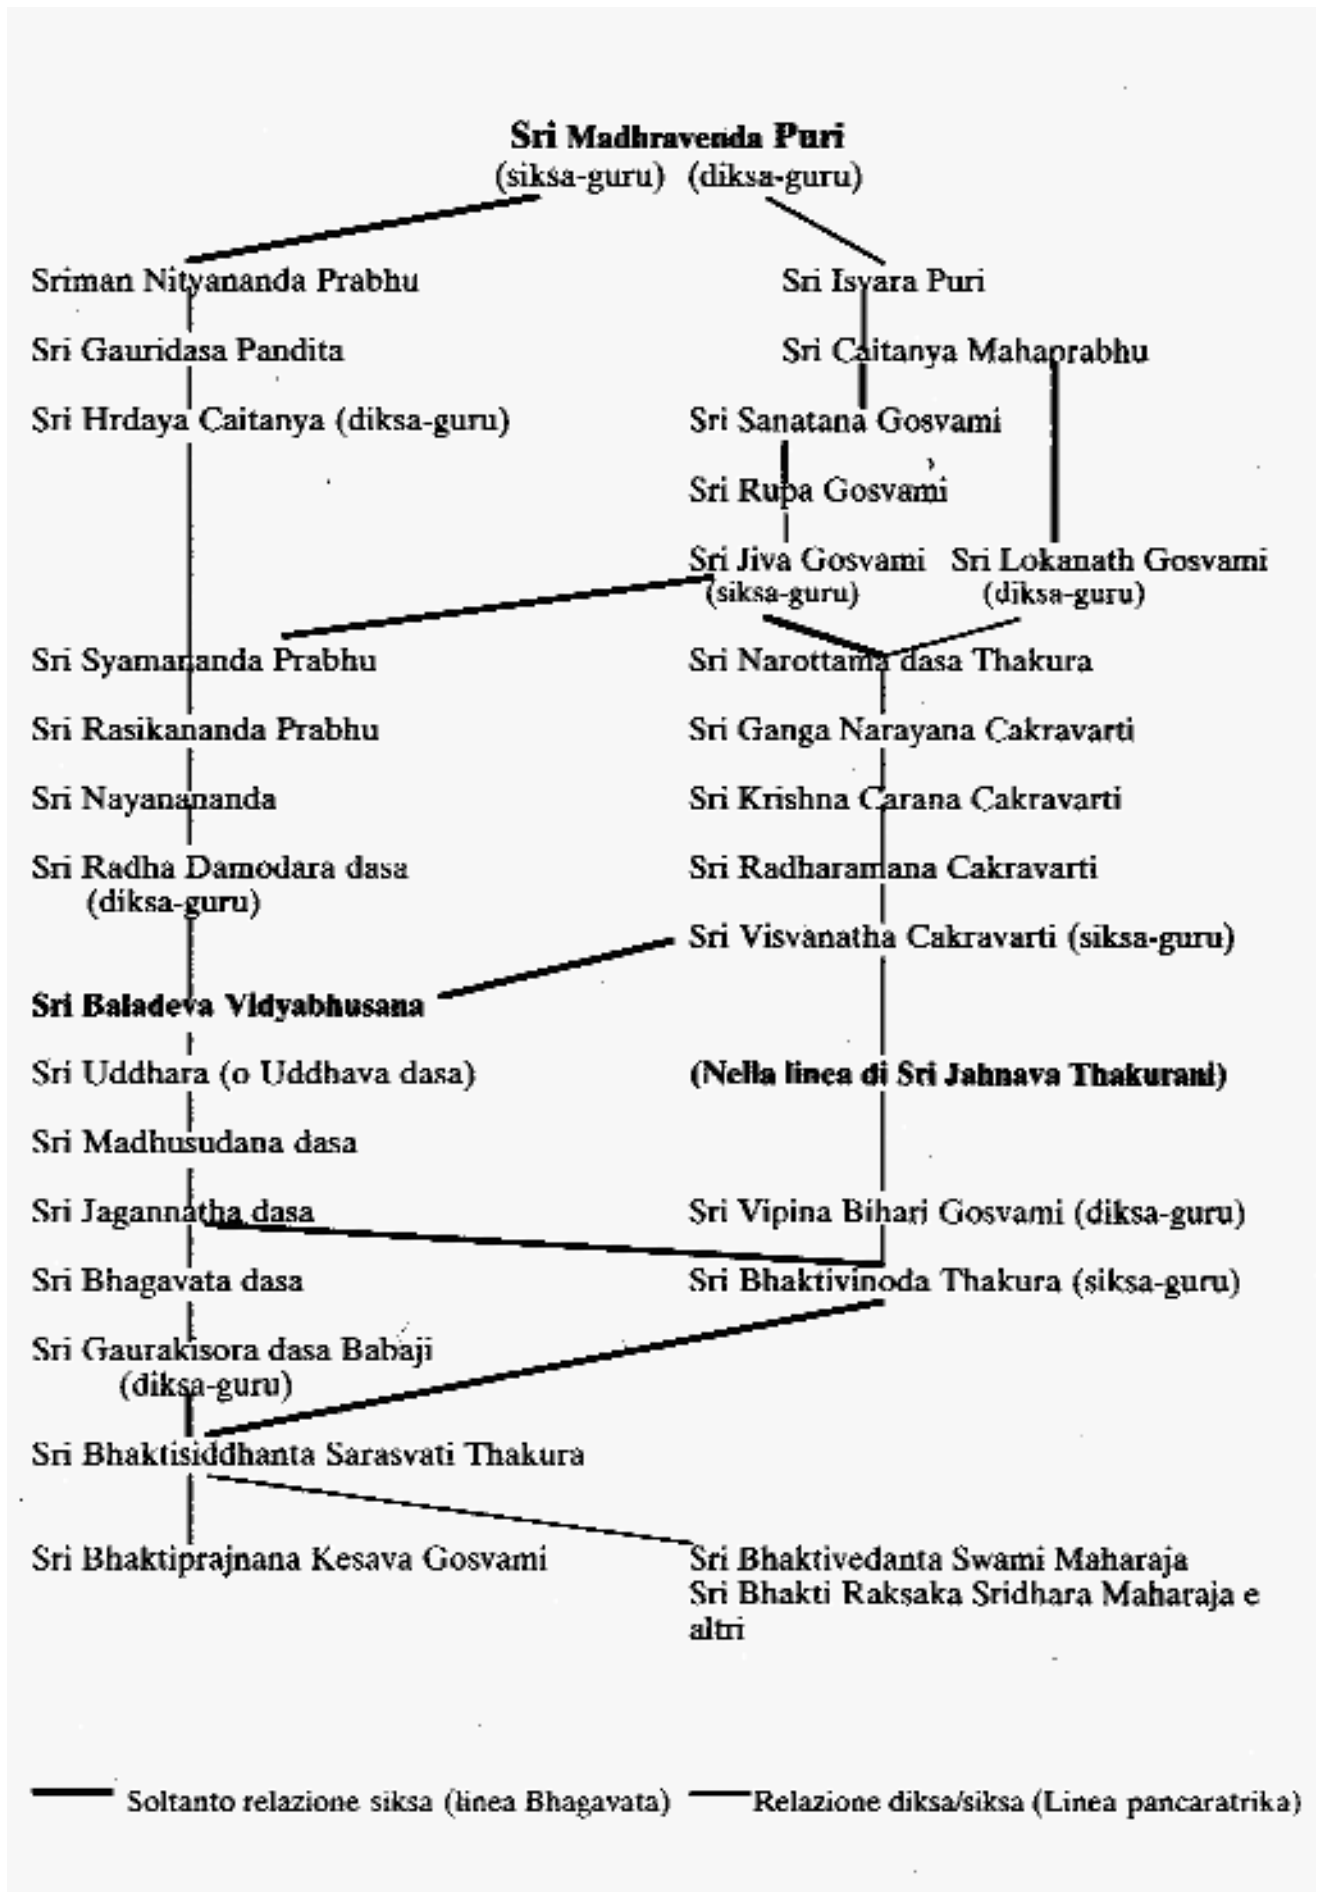 Sri Madhravenda Puri
(siksa-guru) (diksa-guru)
Sriman Nityananda Prabhu
Sri Isvara Puri
Sri Gauridasa Pandita
Sri Caitanya Mahaprabhu
Sri Hrdaya Caitanya (diksa-guru)
Sri Sanatana Gosvami
Sri Rupa Gosvami
Sri Jiva Gosvami
Sri Lokanath Gosvami
(siksa-guru)
(diksa-guru)
Sri Syamananda Prabhu
Sri Narottama dasa Thakura
Sri Rasikananda Prabhu
Sri Ganga Narayana Cakravarti
Sri Nayanananda
Sri Krishna Carana Cakravarti
Sri Radha Damodara dasa
(diksa-guru)
Sri Radharamana Cakravarti
Sri Visvanatha Cakravarti (siksa-guru)
Sri Baladeva Vidyabhusana
Sri Uddhara (o Uddhava dasa)
(Nella linea di Sri Jahnava Thakurani)
Sri Madhusudana dasa
Sri Jagannatha dasa
Sri Vipina Bihari Gosvami (diksa-guru)
Sri Bhagavata dasa
Sri Bhaktivinoda Thakura (siksa-guru)
Sri Gaurakisora dasa Babaji
(diksa-guru)
Sri Bhaktisiddhanta Sarasvati Thakura
Sri Bhaktiprajnana Kesava Gosvami
Sri Bhaktivedanta Swami Maharaja
Sri Bhakti Raksaka Sridhara Maharaja e
altri
Soltanto relazione siksa (linea Bhagavata)
Relazione diksa/siksa (Linea pancaratrika)